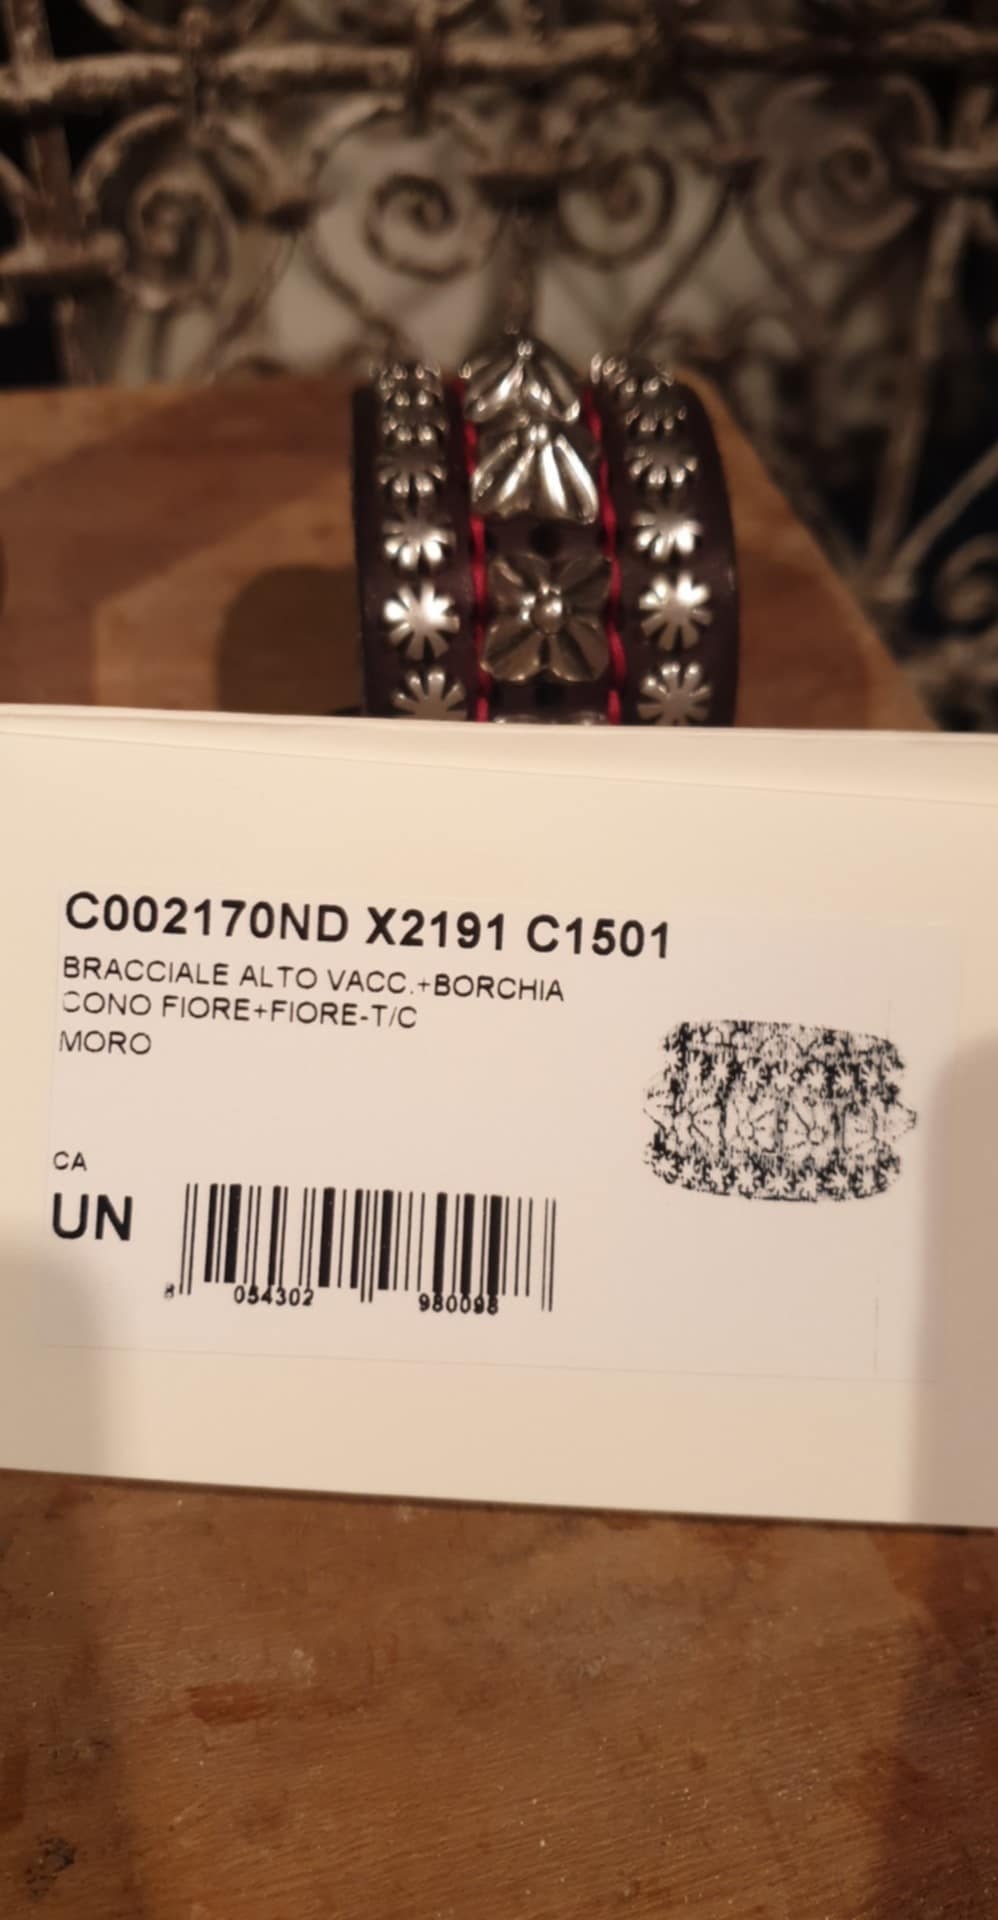 C002170ND X2191 C1501
BRACCIALE ALTO VACC.+BORCHIA
CONO FIORE+FIORE-T/C
MORO
CA
UN
8 054302 980098